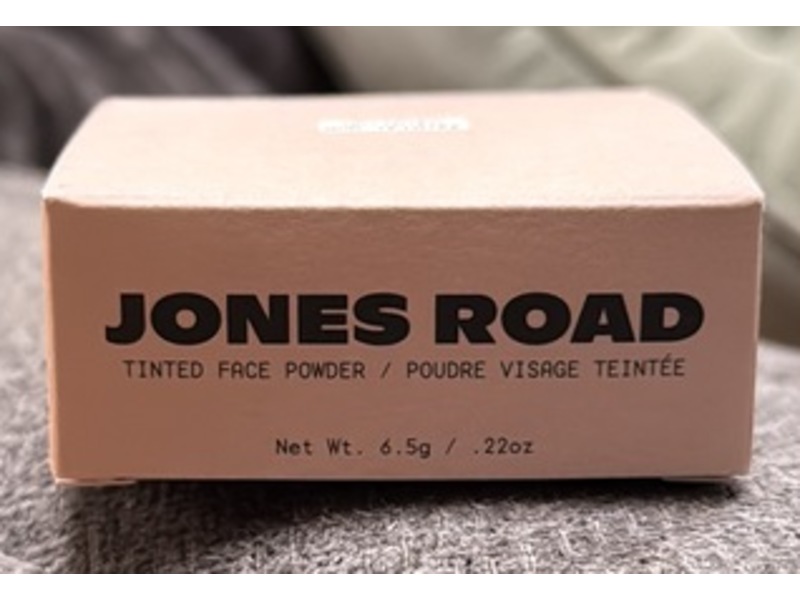 JONES ROAD
TINTED FACE POWDER / POUDRE VISAGE TEINTÉE
Net Wt. 6.5g / .22oz